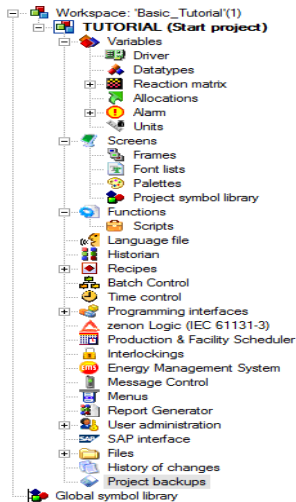 Workspace: 'Basic_Tutorial'(1)
TUTORIAL (Start project)
Variables
Driver
Datatypes
Reaction matrix
Allocations
Alarm
Units
Screens
Frames
Font lists
Palettes
Project symbol library
Functions
Scripts
Language file
Historian
Recipes
Batch Control
Time control
Programming interfaces
zenon Logic (IEC 61131-3)
Production & Facility Scheduler
Interlockings
Energy Management System
Message Control
Menus
Report Generator
User administration
SAP interface
Files
History of changes
Project backups
Global symbol library